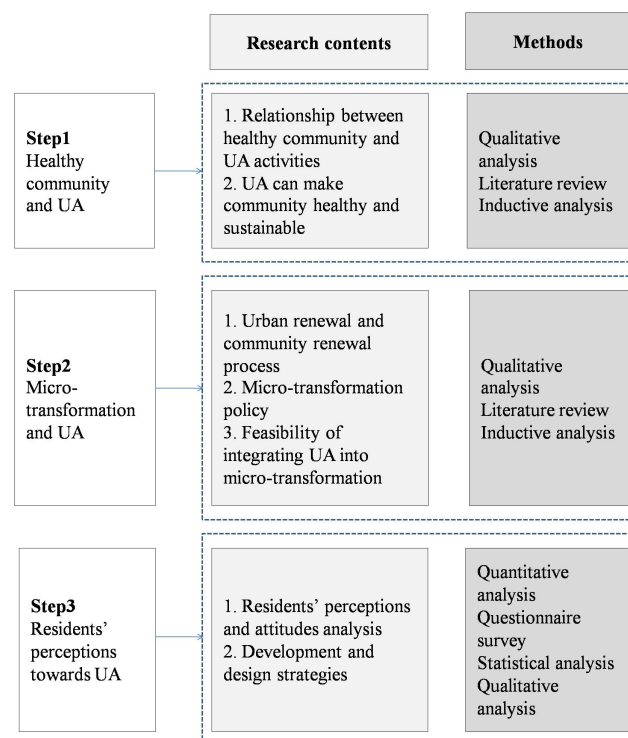 Research contents
Methods
Step1
Healthy
community
and UA
1. Relationship between
healthy community and
UA activities
2. UA can make
community healthy and
sustainable
Qualitative
analysis
Literature review
Inductive analysis
Step2
Micro-
transformation
and UA
1. Urban renewal and
community renewal
process
2. Micro-transformation
policy
3. Feasibility of
integrating UA into
micro-transformation
Qualitative
analysis
Literature review
Inductive analysis
Step3
Residents’
perceptions
towards UA
1. Residents’ perceptions
and attitudes analysis
2. Development and
design strategies
Quantitative
analysis
Questionnaire
survey
Statistical analysis
Qualitative
analysis